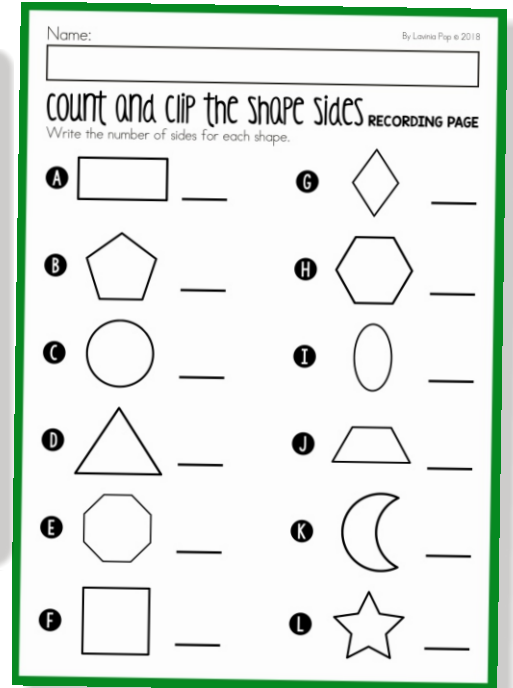 Name:
By Lavinia Pop © 2018
count and clip the shape sides RECORDING PAGE
Write the number of sides for each shape.
A
G
B
H
C
I
D
J
E
K
F
L